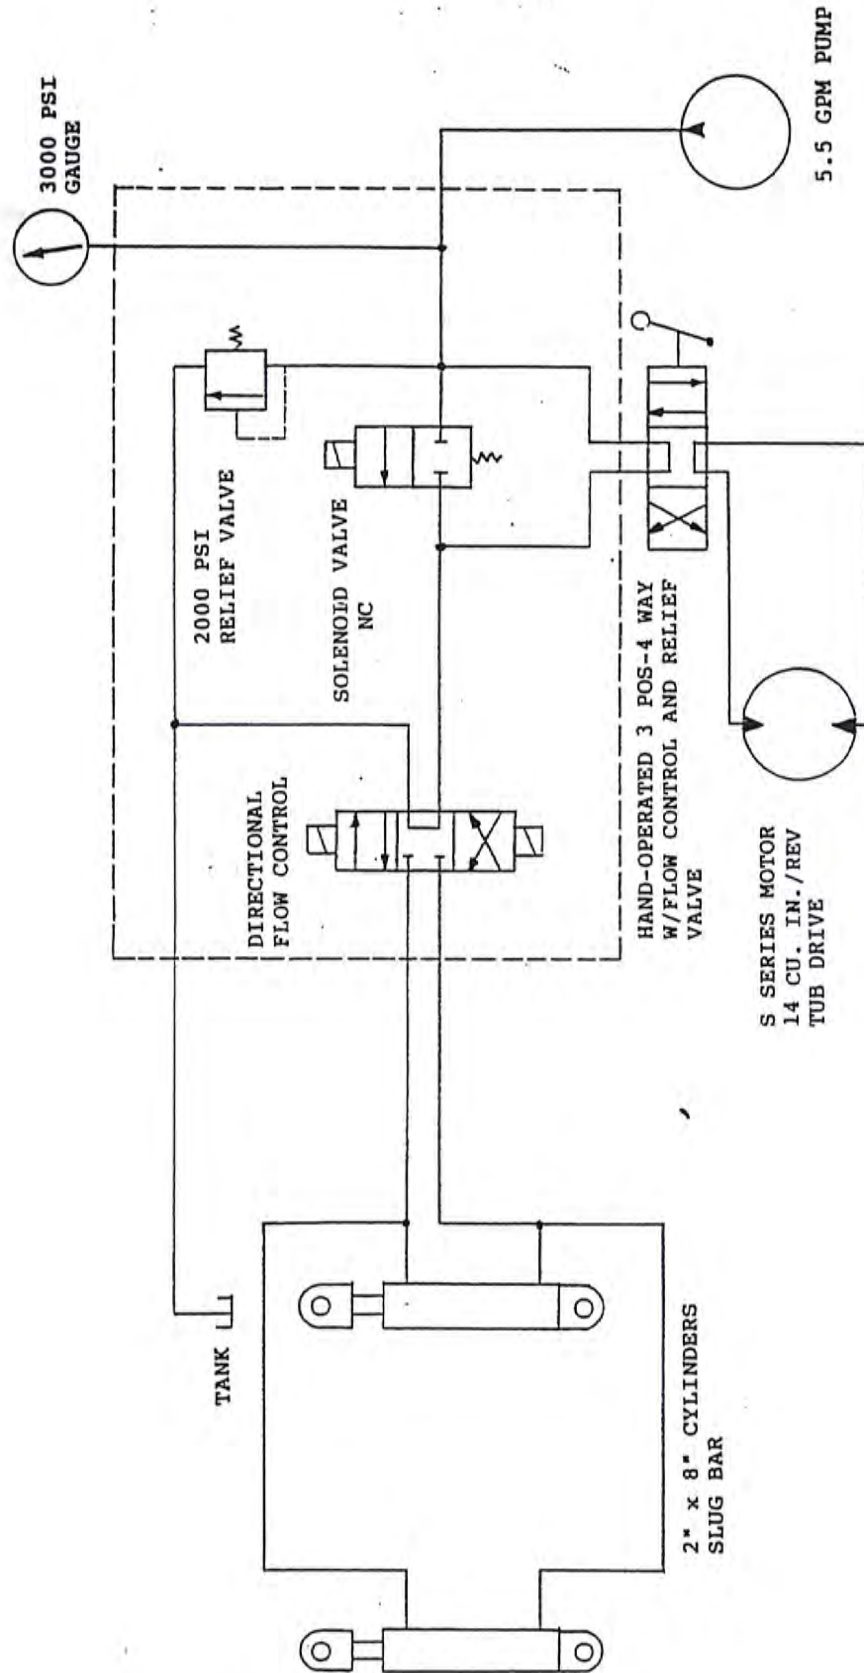 3000 PSI
GAUGE
5.5 GPM PUMP
2000 PSI
RELIEF VALVE
SOLENOID VALVE
NC
HAND-OPERATED 3 POS-4 WAY
W/FLOW CONTROL AND RELIEF
VALVE
DIRECTIONAL
FLOW CONTROL
S SERIES MOTOR
14 CU. IN./REV
TUB DRIVE
TANK
2" x 8" CYLINDERS
SLUG BAR